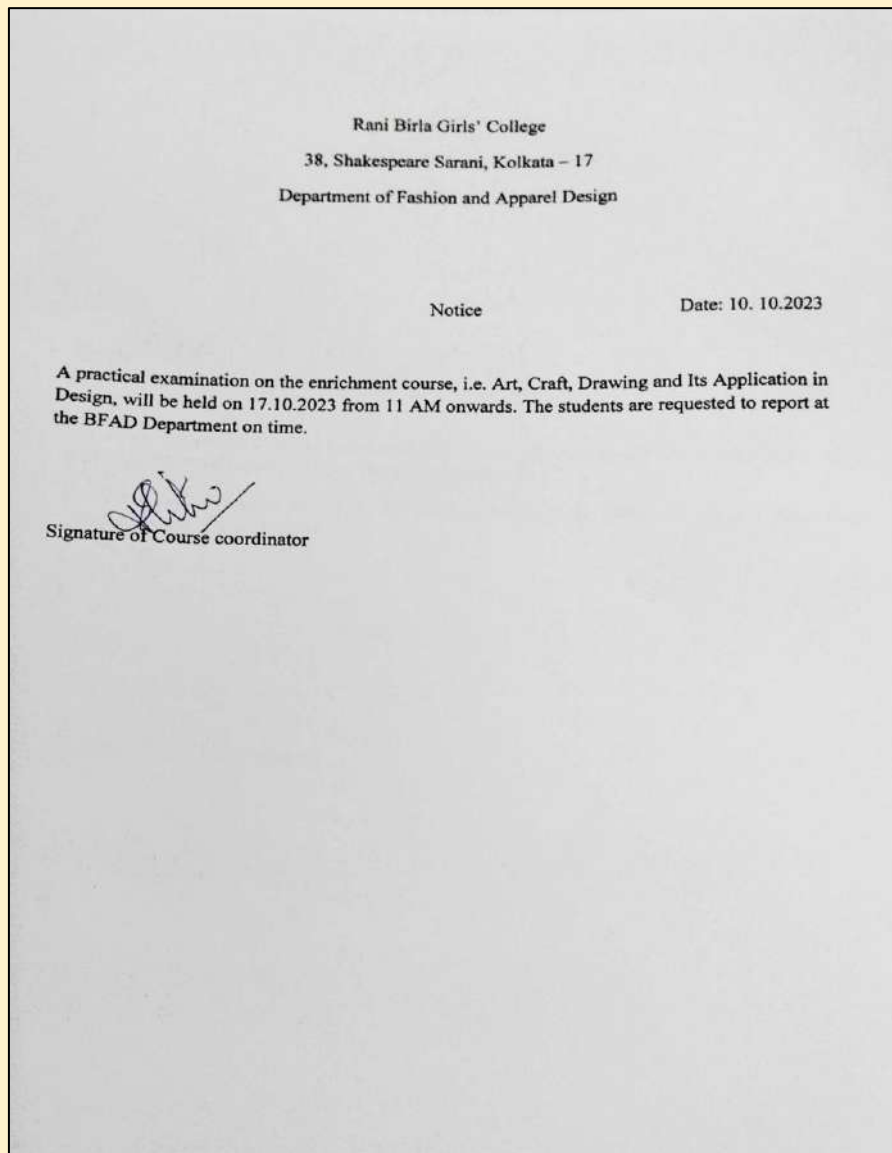 Rani Birla Girls' College
38, Shakespeare Sarani, Kolkata – 17
Department of Fashion and Apparel Design
Notice
Date: 10. 10.2023
A practical examination on the enrichment course, i.e. Art, Craft, Drawing and Its Application in
Design, will be held on 17.10.2023 from 11 AM onwards. The students are requested to report at
the BFAD Department on time.
Signature of Course coordinator